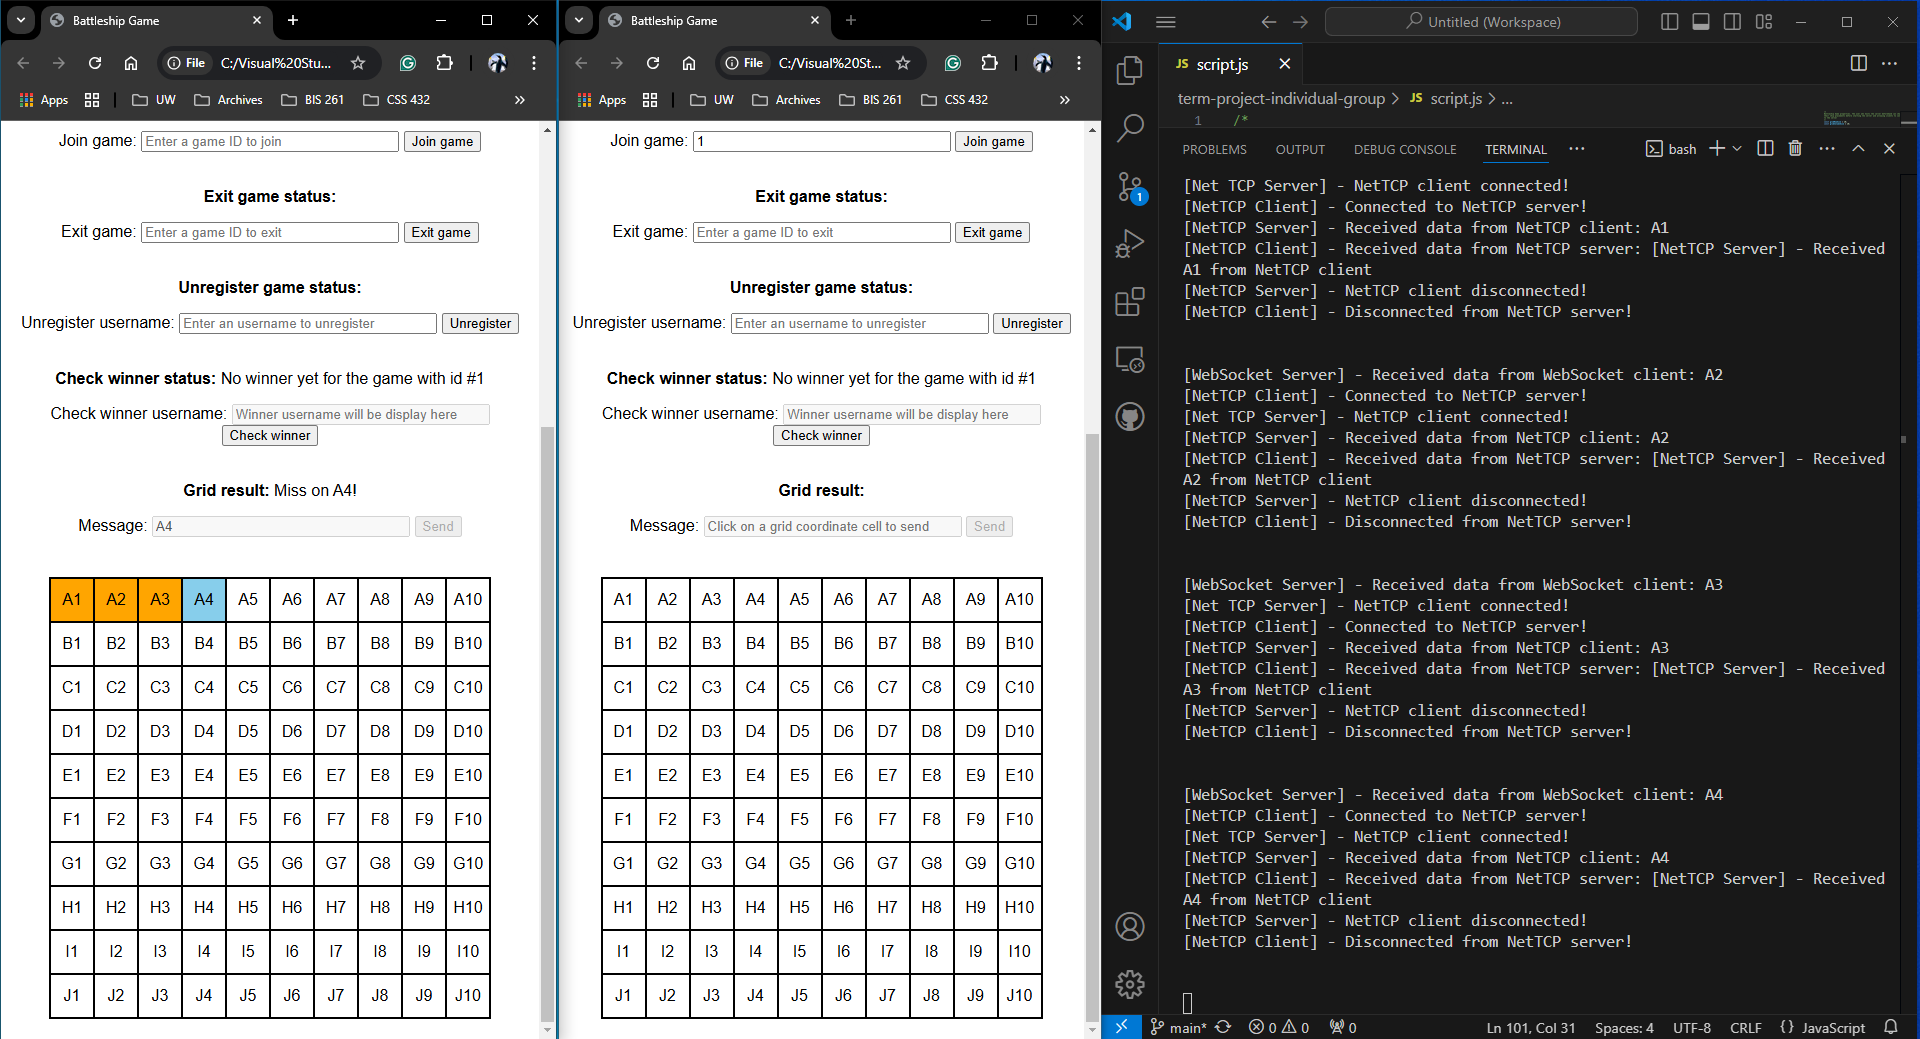 Battleship Game
File C:/Visual%20Stu...
Apps UW Archives BIS 261 CSS 432 »
Join game: Enter a game ID to join Join game
Exit game status:
Exit game: Enter a game ID to exit Exit game
Unregister game status:
Unregister username: Enter an username to unregister Unregister
Check winner status: No winner yet for the game with id #1
Check winner username: Winner username will be display here
Check winner
Grid result: Miss on A4!
Message: A4 Send
A1 A2 A3 A4 A5 A6 A7 A8 A9 A10
B1 B2 B3 B4 B5 B6 B7 B8 B9 B10
C1 C2 C3 C4 C5 C6 C7 C8 C9 C10
D1 D2 D3 D4 D5 D6 D7 D8 D9 D10
E1 E2 E3 E4 E5 E6 E7 E8 E9 E10
F1 F2 F3 F4 F5 F6 F7 F8 F9 F10
G1 G2 G3 G4 G5 G6 G7 G8 G9 G10
H1 H2 H3 H4 H5 H6 H7 H8 H9 H10
I1 I2 I3 I4 I5 I6 I7 I8 I9 I10
J1 J2 J3 J4 J5 J6 J7 J8 J9 J10
Battleship Game
File C:/Visual%20St...
Apps UW Archives BIS 261 CSS 432 »
Join game: 1 Join game
Exit game status:
Exit game: Enter a game ID to exit Exit game
Unregister game status:
Unregister username: Enter an username to unregister Unregister
Check winner status: No winner yet for the game with id #1
Check winner username: Winner username will be display here
Check winner
Grid result:
Message: Click on a grid coordinate cell to send Send
A1 A2 A3 A4 A5 A6 A7 A8 A9 A10
B1 B2 B3 B4 B5 B6 B7 B8 B9 B10
C1 C2 C3 C4 C5 C6 C7 C8 C9 C10
D1 D2 D3 D4 D5 D6 D7 D8 D9 D10
E1 E2 E3 E4 E5 E6 E7 E8 E9 E10
F1 F2 F3 F4 F5 F6 F7 F8 F9 F10
G1 G2 G3 G4 G5 G6 G7 G8 G9 G10
H1 H2 H3 H4 H5 H6 H7 H8 H9 H10
I1 I2 I3 I4 I5 I6 I7 I8 I9 I10
J1 J2 J3 J4 J5 J6 J7 J8 J9 J10
Untitled (Workspace)
JS script.js
term-project-individual-group > JS script.js > ...
1 /*
PROBLEMS OUTPUT DEBUG CONSOLE TERMINAL ... bash
1
[Net TCP Server] - NetTCP client connected!
[NetTCP Client] - Connected to NetTCP server!
[NetTCP Server] - Received data from NetTCP client: A1
[NetTCP Client] - Received data from NetTCP server: [NetTCP Server] - Received
A1 from NetTCP client
[NetTCP Server] - NetTCP client disconnected!
[NetTCP Client] - Disconnected from NetTCP server!
[WebSocket Server] - Received data from WebSocket client: A2
[NetTCP Client] - Connected to NetTCP server!
[Net TCP Server] - NetTCP client connected!
[NetTCP Server] - Received data from NetTCP client: A2
[NetTCP Client] - Received data from NetTCP server: [NetTCP Server] - Received
A2 from NetTCP client
[NetTCP Server] - NetTCP client disconnected!
[NetTCP Client] - Disconnected from NetTCP server!
[WebSocket Server] - Received data from WebSocket client: A3
[Net TCP Server] - NetTCP client connected!
[NetTCP Client] - Connected to NetTCP server!
[NetTCP Server] - Received data from NetTCP client: A3
[NetTCP Client] - Received data from NetTCP server: [NetTCP Server] - Received
A3 from NetTCP client
[NetTCP Server] - NetTCP client disconnected!
[NetTCP Client] - Disconnected from NetTCP server!
[WebSocket Server] - Received data from WebSocket client: A4
[NetTCP Client] - Connected to NetTCP server!
[Net TCP Server] - NetTCP client connected!
[NetTCP Server] - Received data from NetTCP client: A4
[NetTCP Client] - Received data from NetTCP server: [NetTCP Server] - Received
A4 from NetTCP client
[NetTCP Server] - NetTCP client disconnected!
[NetTCP Client] - Disconnected from NetTCP server!
main* 0 0 0 Ln 101, Col 31 Spaces: 4 UTF-8 CRLF {} JavaScript